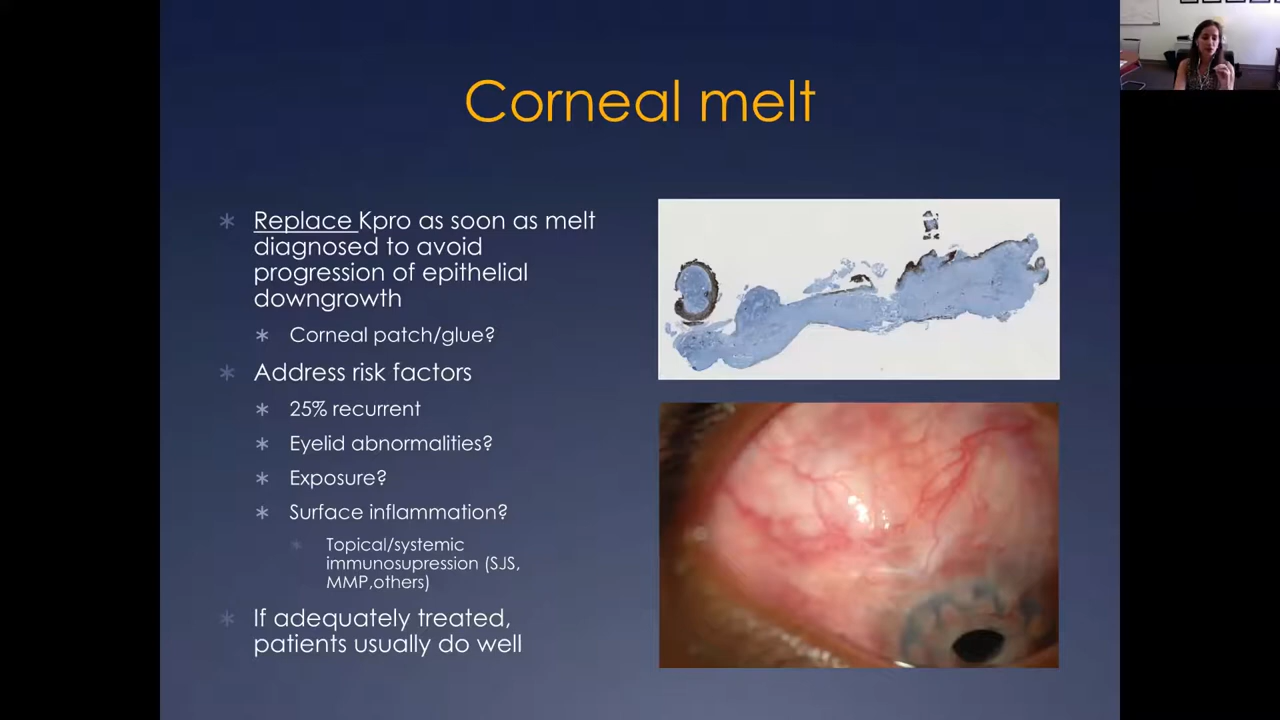 Corneal melt
Replace Kpro as soon as melt
diagnosed to avoid
progression of epithelial
downgrowth
Corneal patch/glue?
Address risk factors
25% recurrent
Eyelid abnormalities?
Exposure?
Surface inflammation?
Topical/systemic
immunosupression (SJS,
MMP,others)
If adequately treated,
patients usually do well